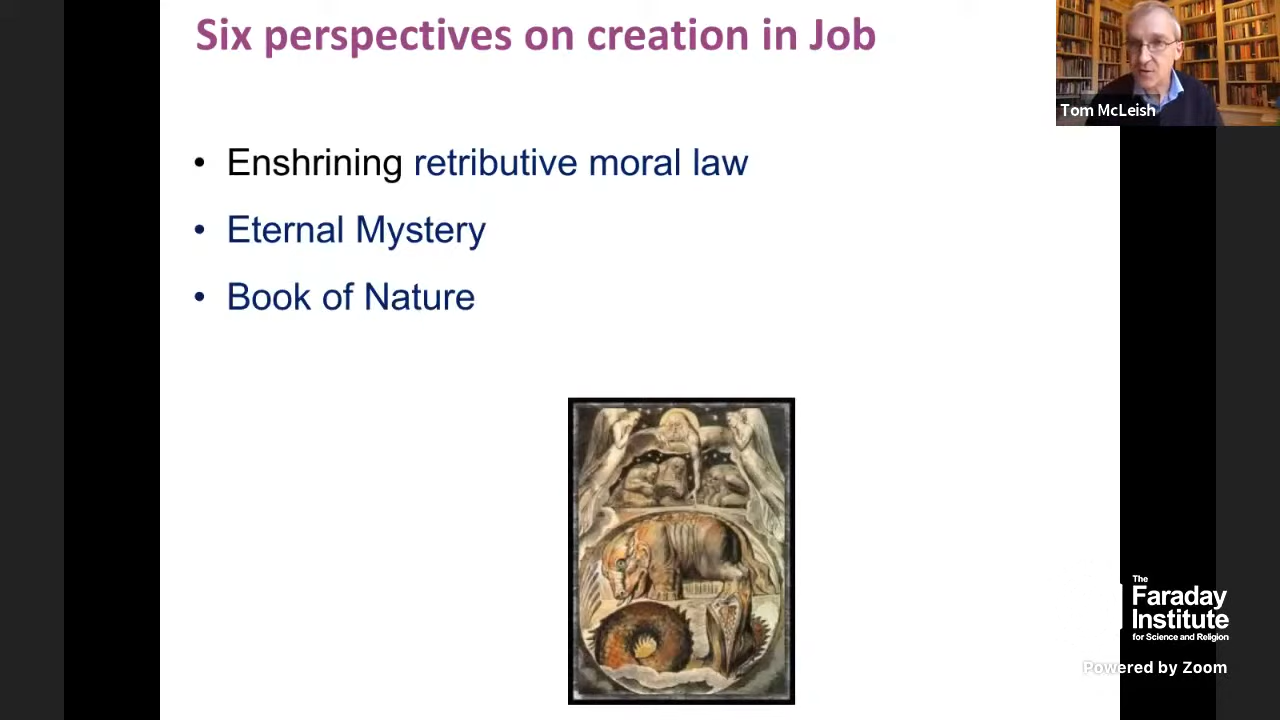 Six perspectives on creation in Job
Tom McLeish
• Enshrining retributive moral law
• Eternal Mystery
• Book of Nature
The
Faraday
Institute
for Science and Religion
Powered by Zoom